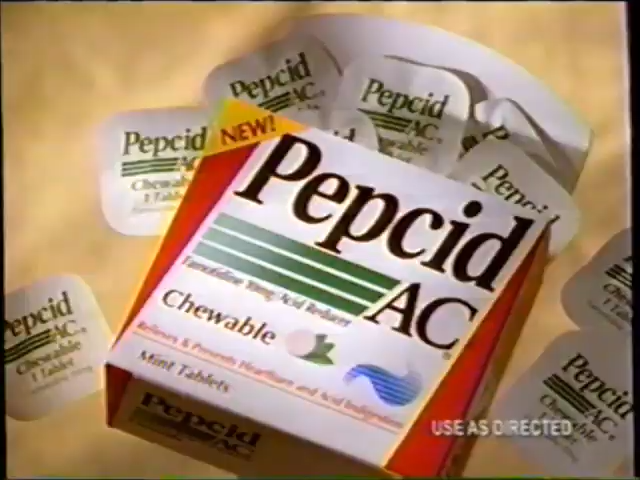 Pepcid
AC
Pepcid
AC
Pepcid
AC
Chewable
1 Tablet
NEW!
Pepcid
AC
Famotidine 10mg/Acid Reducer
Chewable
Relieves & Prevents Heartburn and Acid Indigestion
Mint Tablets
Pepcid
AC
Pepcid
AC
Chewable
1 Tablet
Pepcid
Pepcid
AC
Chewable
USE AS DIRECTED